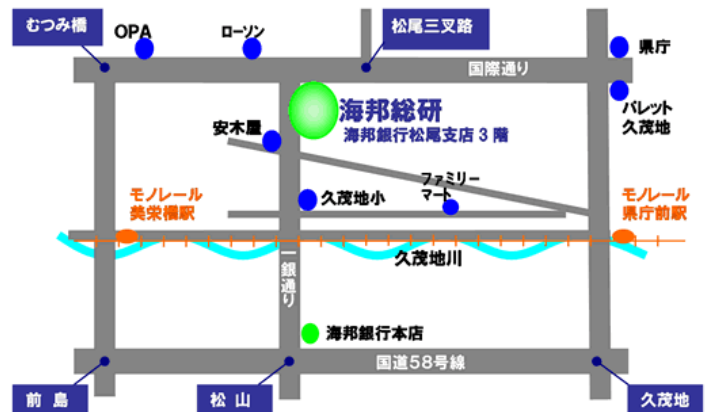 むつみ橋
OPA
ローソン
松尾三叉路
県庁
国際通り
海邦総研
海邦銀行松尾支店3階
パレット
久茂地
安木屋
ファミリー
マート
モノレール
美栄橋駅
久茂地小
モノレール
県庁前駅
久茂地川
一銀通り
海邦銀行本店
国道58号線
前島
松山
久茂地